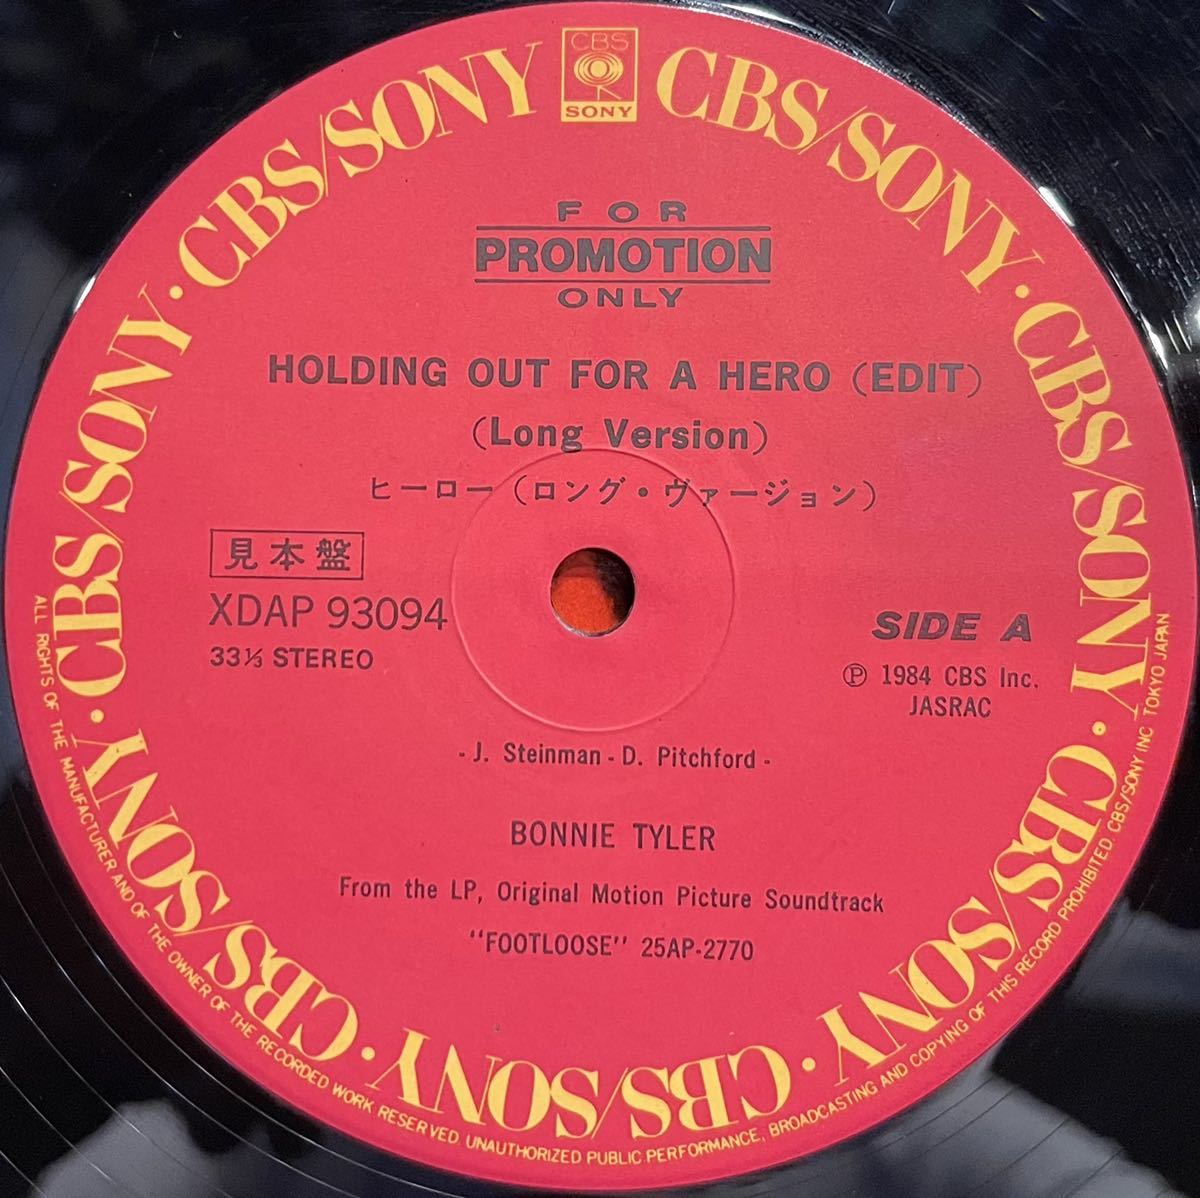 CBS
SONY
CBS/SONY · CBS/SONY · CBS/SONY · CBS/SONY · CBS/SONY · CBS/SONY · CBS/SONY · CBS/SONY
FOR
PROMOTION
ONLY
HOLDING OUT FOR A HERO (EDIT)
(Long Version)
ヒーロー(ロング・ヴァージョン)
見本盤
XDAP 93094
33⅓ STEREO
SIDE A
Ⓟ 1984 CBS Inc.
JASRAC
- J. Steinman - D. Pitchford -
BONNIE TYLER
From the LP, Original Motion Picture Soundtrack
"FOOTLOOSE" 25AP-2770
ALL RIGHTS OF THE MANUFACTURER AND OF THE OWNER OF THE RECORDED WORK RESERVED. UNAUTHORIZED PUBLIC PERFORMANCE, BROADCASTING AND COPYING OF THIS RECORD PROHIBITED. CBS/SONY INC TOKYO JAPAN